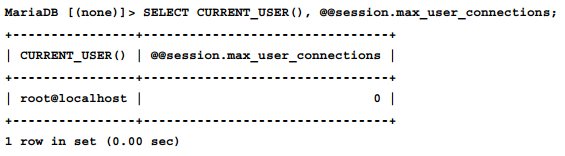 MariaDB [(none)]> SELECT CURRENT_USER(), @@session.max_user_connections;
+----------------+--------------------------------+
| CURRENT_USER() | @@session.max_user_connections |
+----------------+--------------------------------+
| root@localhost |                              0 |
+----------------+--------------------------------+
1 row in set (0.00 sec)